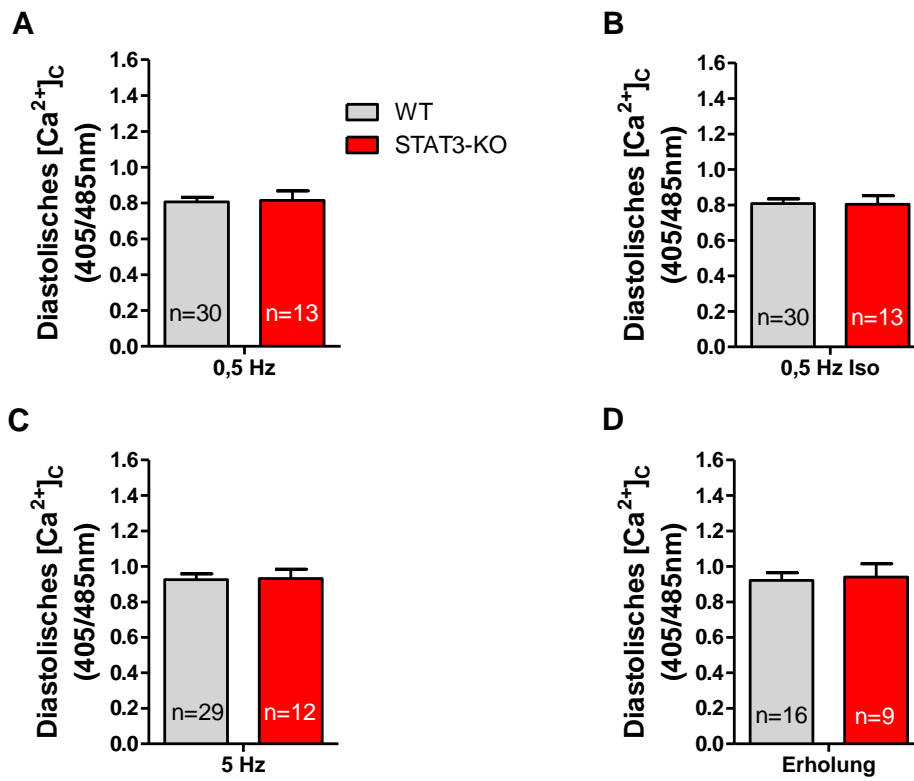 A
Diastolisches [Ca²⁺]c
(405/485nm)
1.6
1.4
1.2
1.0
0.8
0.6
0.4
0.2
0.0
n=30
n=13
0,5 Hz
WT
STAT3-KO
B
Diastolisches [Ca²⁺]c
(405/485nm)
1.6
1.4
1.2
1.0
0.8
0.6
0.4
0.2
0.0
n=30
n=13
0,5 Hz Iso
C
Diastolisches [Ca²⁺]c
(405/485nm)
1.6
1.4
1.2
1.0
0.8
0.6
0.4
0.2
0.0
n=29
n=12
5 Hz
D
Diastolisches [Ca²⁺]c
(405/485nm)
1.6
1.4
1.2
1.0
0.8
0.6
0.4
0.2
0.0
n=16
n=9
Erholung